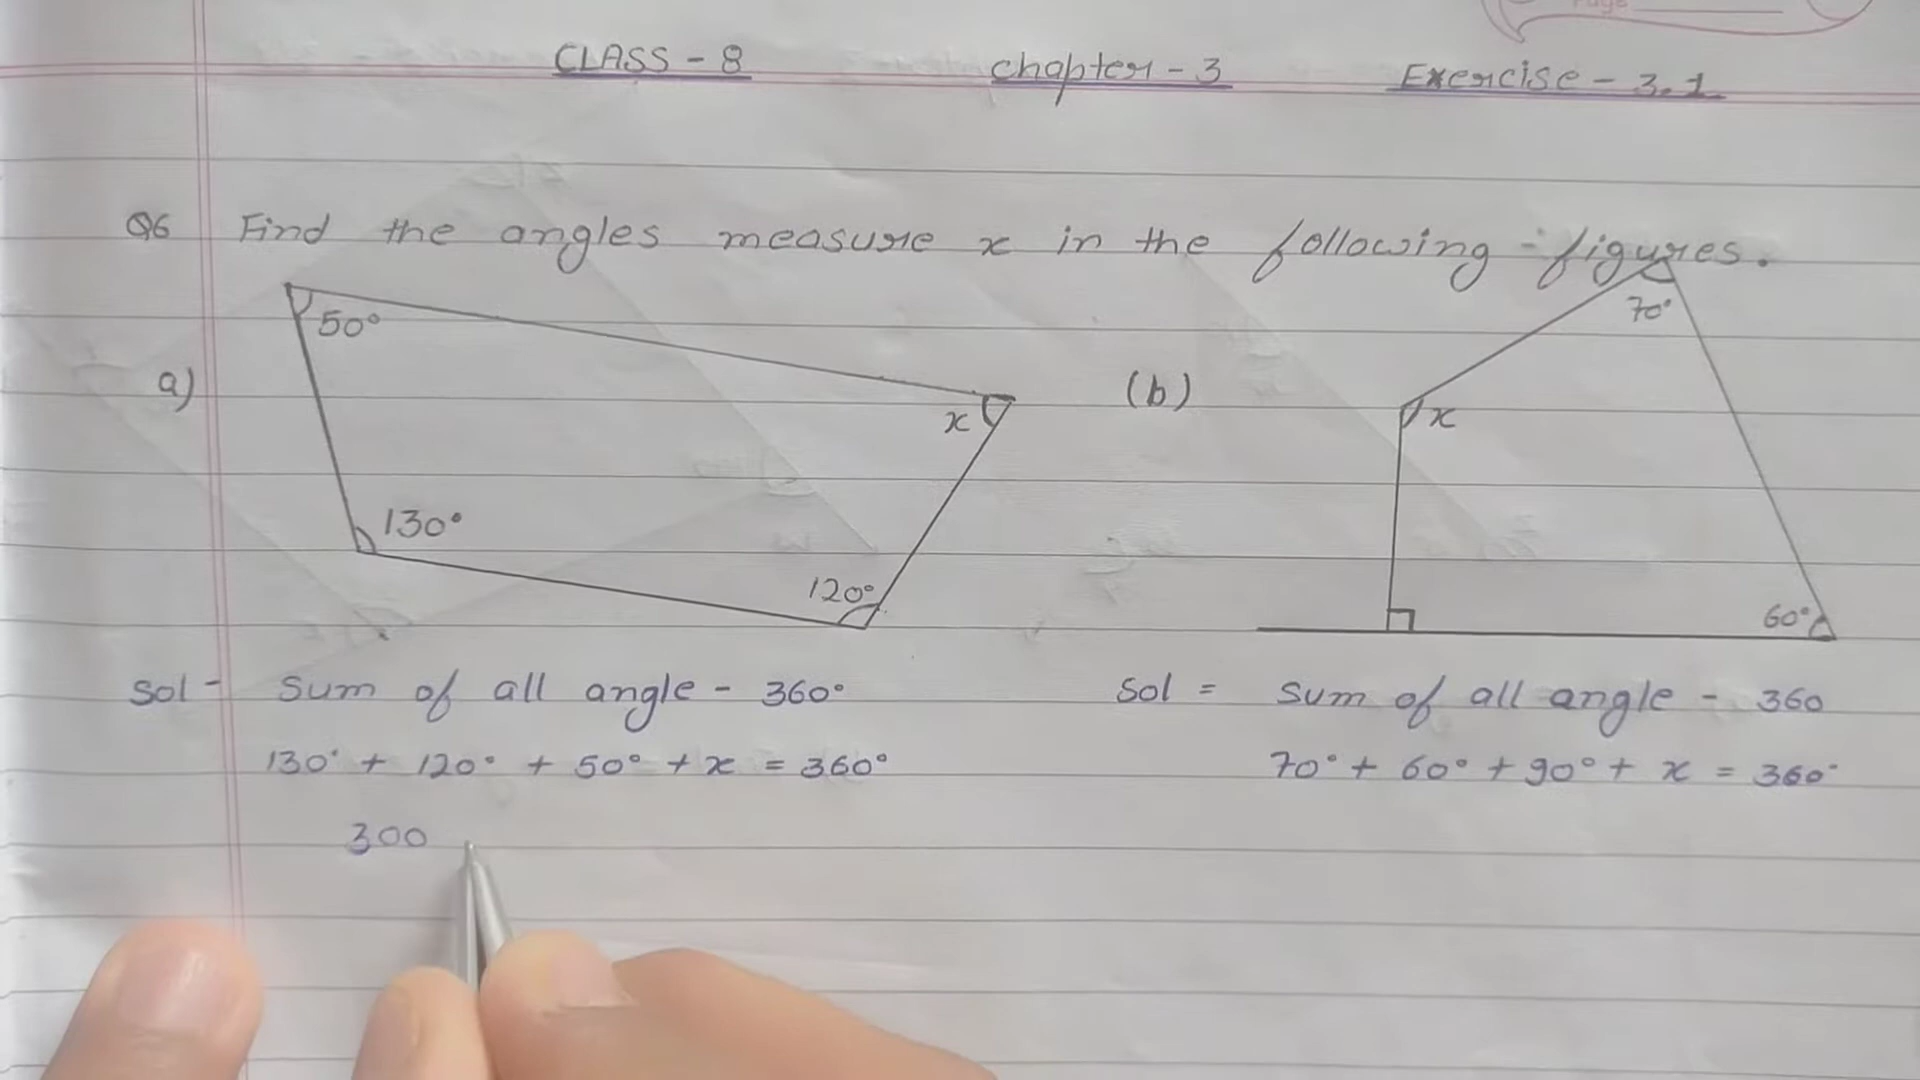 Page
CLASS - 8 chapter - 3 Exercise - 3.1
Q6 Find the angles measure x in the following figures.
a)
50°
x
130°
120°
(b)
70°
x
60°
Sol - Sum of all angle - 360°
130° + 120° + 50° + x = 360°
300
Sol = Sum of all angle - 360
70° + 60° + 90° + x = 360°